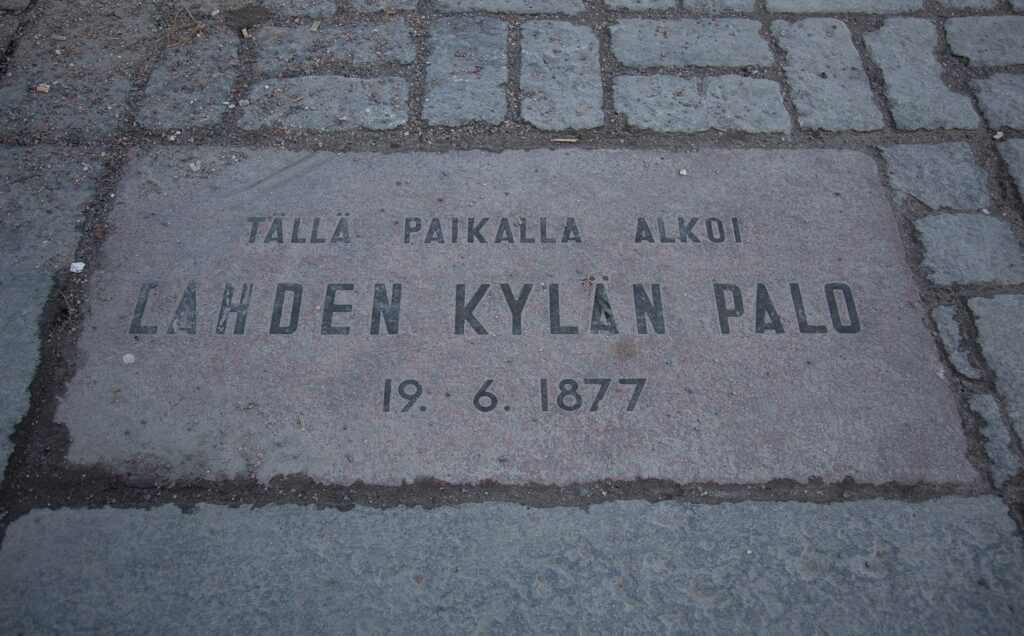 TÄLLÄ PAIKALLA ALKOI
LAHDEN KYLÄN PALO
19. 6. 1877